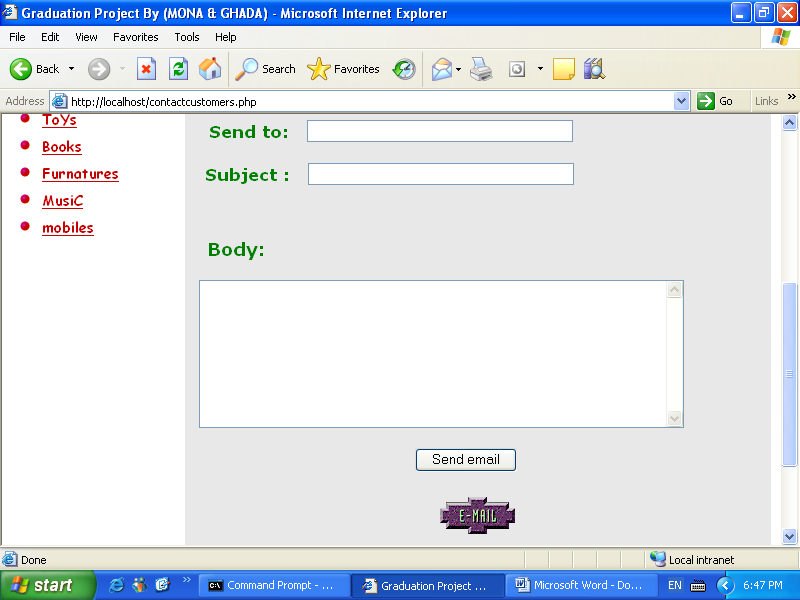 Graduation Project By (MONA & GHADA) - Microsoft Internet Explorer
File Edit View Favorites Tools Help
Back Search Favorites
Address http://localhost/contactcustomers.php Go Links »
ToYs
Books
Furnatures
MusiC
mobiles
Send to:
Subject :
Body:
Send email
E-MAIL
Done Local intranet
start » Command Prompt - ... Graduation Project ... Microsoft Word - Do... EN 6:47 PM